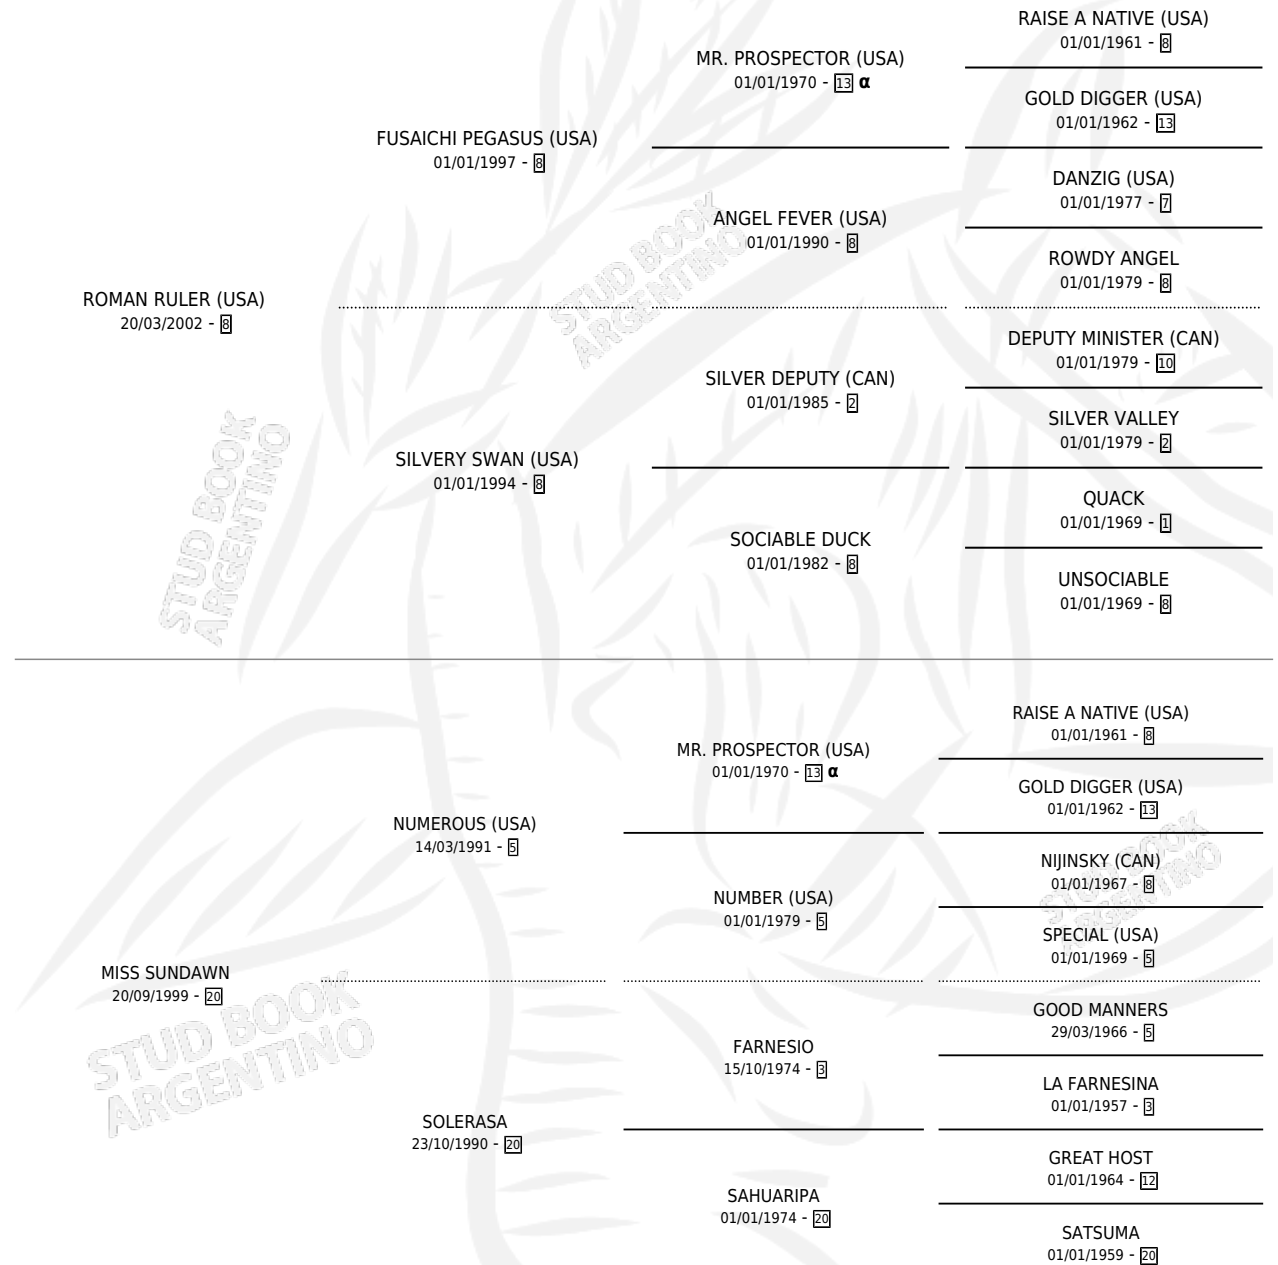 RAISE A NATIVE (USA)
01/01/1961 - 8
MR. PROSPECTOR (USA)
01/01/1970 - 13 α
GOLD DIGGER (USA)
01/01/1962 - 13
FUSAICHI PEGASUS (USA)
01/01/1997 - 8
DANZIG (USA)
01/01/1977 - 7
ANGEL FEVER (USA)
01/01/1990 - 8
ROWDY ANGEL
01/01/1979 - 8
STUD BOOK
ARGENTINO
ROMAN RULER (USA)
20/03/2002 - 8
DEPUTY MINISTER (CAN)
01/01/1979 - 10
SILVER DEPUTY (CAN)
01/01/1985 - 2
SILVER VALLEY
01/01/1979 - 2
SILVERY SWAN (USA)
01/01/1994 - 8
QUACK
01/01/1969 - 1
SOCIABLE DUCK
01/01/1982 - 8
UNSOCIABLE
01/01/1969 - 8
STUD BOOK
ARGENTINO
RAISE A NATIVE (USA)
01/01/1961 - 8
MR. PROSPECTOR (USA)
01/01/1970 - 13 α
GOLD DIGGER (USA)
01/01/1962 - 13
NUMEROUS (USA)
14/03/1991 - 5
NIJINSKY (CAN)
01/01/1967 - 8
NUMBER (USA)
01/01/1979 - 5
SPECIAL (USA)
01/01/1969 - 5
STUD BOOK
ARGENTINO
MISS SUNDAWN
20/09/1999 - 20
GOOD MANNERS
29/03/1966 - 5
FARNESIO
15/10/1974 - 3
LA FARNESINA
01/01/1957 - 3
SOLERASA
23/10/1990 - 20
GREAT HOST
01/01/1964 - 12
SAHUARIPA
01/01/1974 - 20
SATSUMA
01/01/1959 - 20
STUD BOOK
ARGENTINO